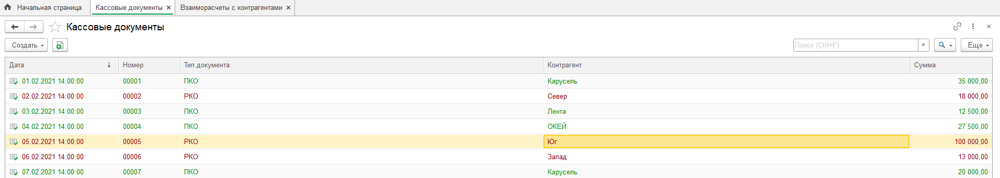 Начальная страница Кассовые документы × Взаиморасчеты с контрагентами ×
Кассовые документы
Создать Поиск (Ctrl+F) × Еще
Дата ↓ Номер Тип документа Контрагент Сумма
01.02.2021 14:00:00 00001 ПКО Карусель 35 000,00
02.02.2021 14:00:00 00002 РКО Север 18 000,00
03.02.2021 14:00:00 00003 ПКО Лента 12 500,00
04.02.2021 14:00:00 00004 ПКО ОКЕЙ 27 500,00
05.02.2021 14:00:00 00005 РКО Юг 100 000,00
06.02.2021 14:00:00 00006 РКО Запад 13 000,00
07.02.2021 14:00:00 00007 ПКО Карусель 20 000,00